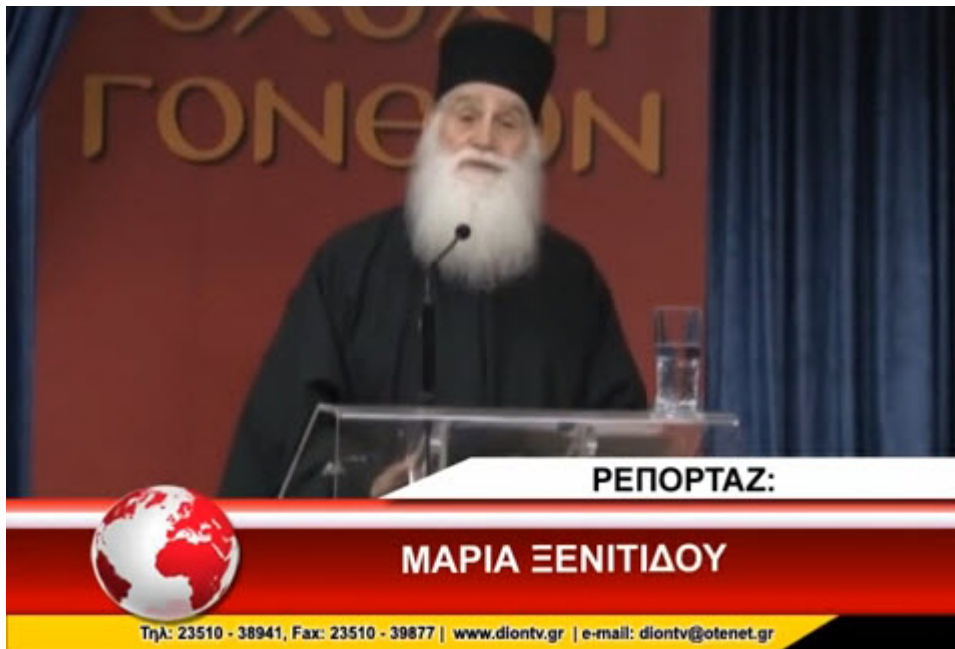 ΣΧΟΛΗ
ΓΟΝΕΩΝ
ΡΕΠΟΡΤΑΖ:
ΜΑΡΙΑ ΞΕΝΙΤΙΔΟΥ
Τηλ: 23510 - 38941, Fax: 23510 - 39877 | www.diontv.gr | e-mail: diontv@otenet.gr